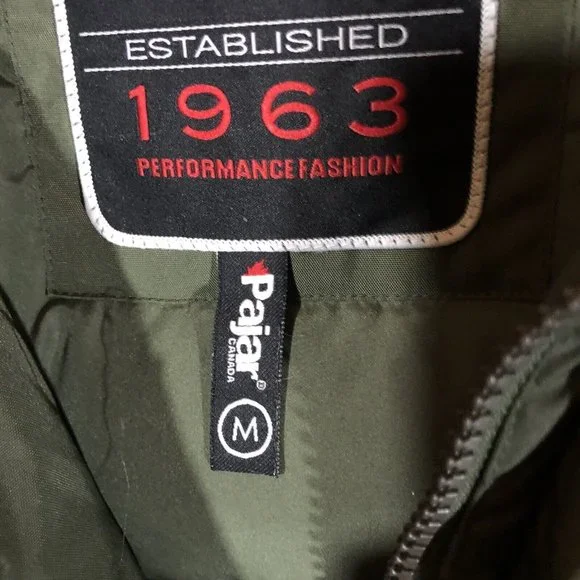 ESTABLISHED
1963
PERFORMANCE FASHION
Pajar®
CANADA
M